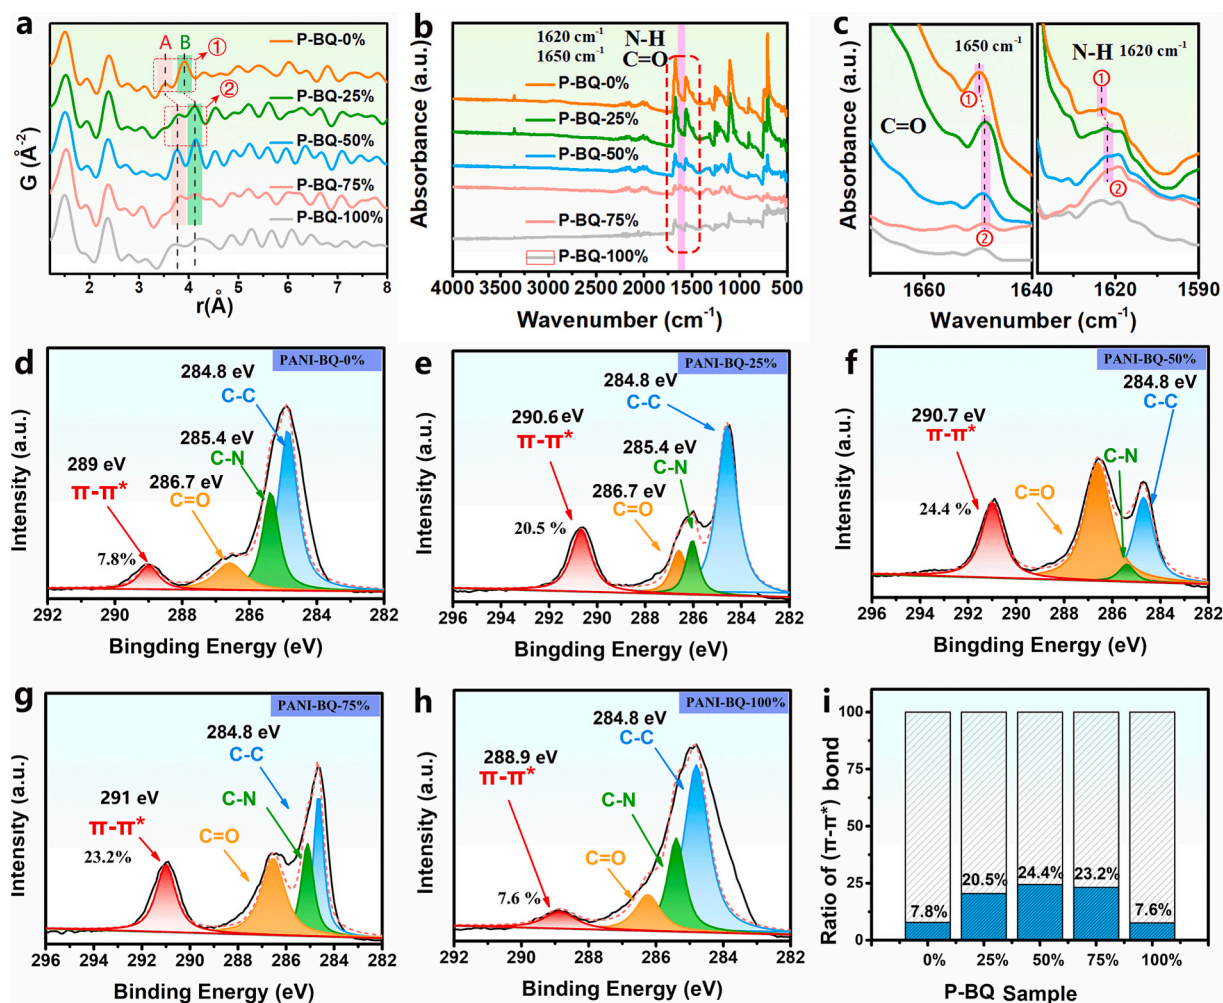 a
A
B
①
②
P-BQ-0%
P-BQ-25%
P-BQ-50%
P-BQ-75%
P-BQ-100%
G (Å-2)
2
3
4
5
6
7
8
r(Å)
b
1620 cm-1
1650 cm-1
N-H
C=O
P-BQ-0%
P-BQ-25%
P-BQ-50%
P-BQ-75%
P-BQ-100%
Absorbance (a.u.)
4000 3500 3000 2500 2000 1500 1000 500
Wavenumber (cm-1)
c
1650 cm-1
①
C=O
②
N-H 1620 cm-1
①
②
Absorbance (a.u.)
1660
1640
1620
1590
Wavenumber (cm-1)
d
PANI-BQ-0%
284.8 eV
C-C
285.4 eV
C-N
289 eV
π-π*
286.7 eV
C=O
7.8%
Intensity (a.u.)
292 290 288 286 284 282
Bingding Energy (eV)
e
PANI-BQ-25%
284.8 eV
C-C
290.6 eV
π-π*
285.4 eV
C-N
286.7 eV
C=O
20.5 %
Intensity (a.u.)
296 294 292 290 288 286 284 282
Bingding Energy (eV)
f
PANI-BQ-50%
284.8 eV
C-C
290.7 eV
π-π*
C-N
C=O
24.4 %
Intensity (a.u.)
296 294 292 290 288 286 284 282
Bingding Energy (eV)
g
PANI-BQ-75%
284.8 eV
C-C
291 eV
π-π*
C-N
23.2%
C=O
Intensity (a.u.)
296 294 292 290 288 286 284 282
Binding Energy (eV)
h
PANI-BQ-100%
284.8 eV
C-C
288.9 eV
π-π*
C-N
C=O
7.6 %
Intensity (a.u.)
292 290 288 286 284 282
Binding Energy (eV)
i
Ratio of (π-π*) bond
100
75
50
25
0
7.8%
20.5%
24.4%
23.2%
7.6%
0% 25% 50% 75% 100%
P-BQ Sample